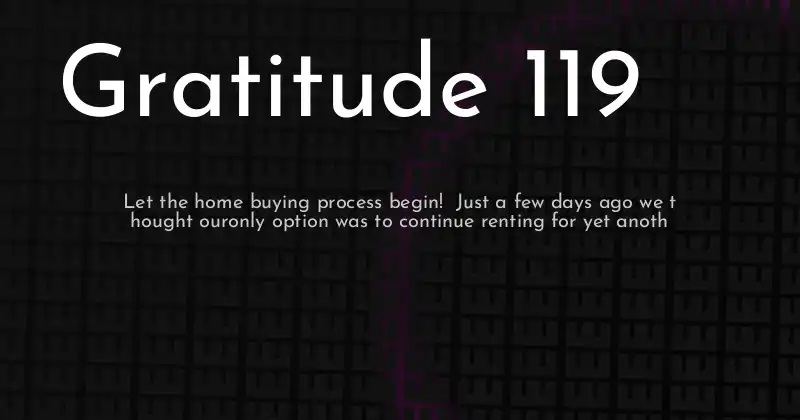 Gratitude 119
Let the home buying process begin!  Just a few days ago we t
hought ouronly option was to continue renting for yet anoth